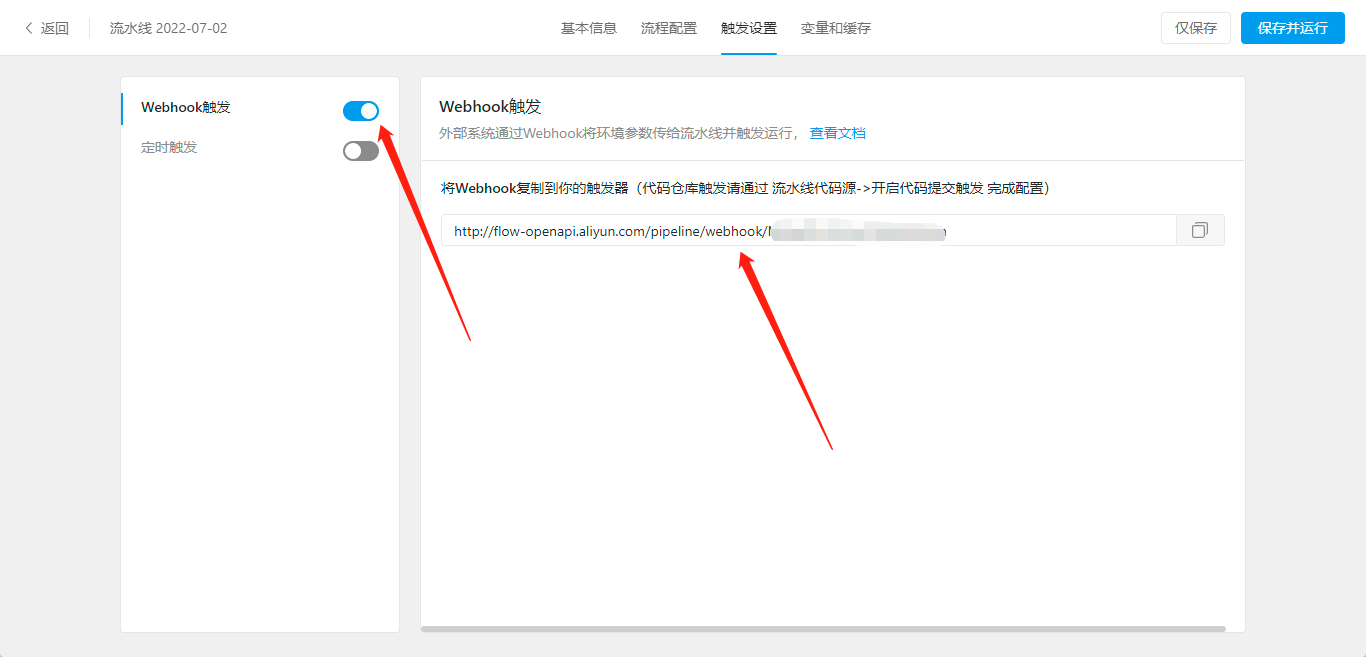 返回
流水线 2022-07-02
基本信息
流程配置
触发设置
变量和缓存
仅保存
保存并运行
Webhook触发
定时触发
Webhook触发
外部系统通过Webhook将环境参数传给流水线并触发运行， 查看文档
将Webhook复制到你的触发器（代码仓库触发请通过 流水线代码源->开启代码提交触发 完成配置）
http://flow-openapi.aliyun.com/pipeline/webhook/